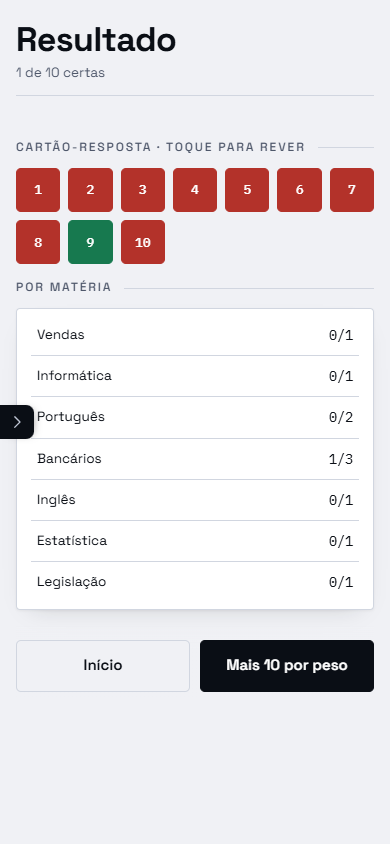 Resultado
1 de 10 certas
CARTÃO-RESPOSTA · TOQUE PARA REVER
1 2 3 4 5 6 7
8 9 10
POR MATÉRIA
Vendas 0/1
Informática 0/1
Português 0/2
Bancários 1/3
Inglês 0/1
Estatística 0/1
Legislação 0/1
Início Mais 10 por peso